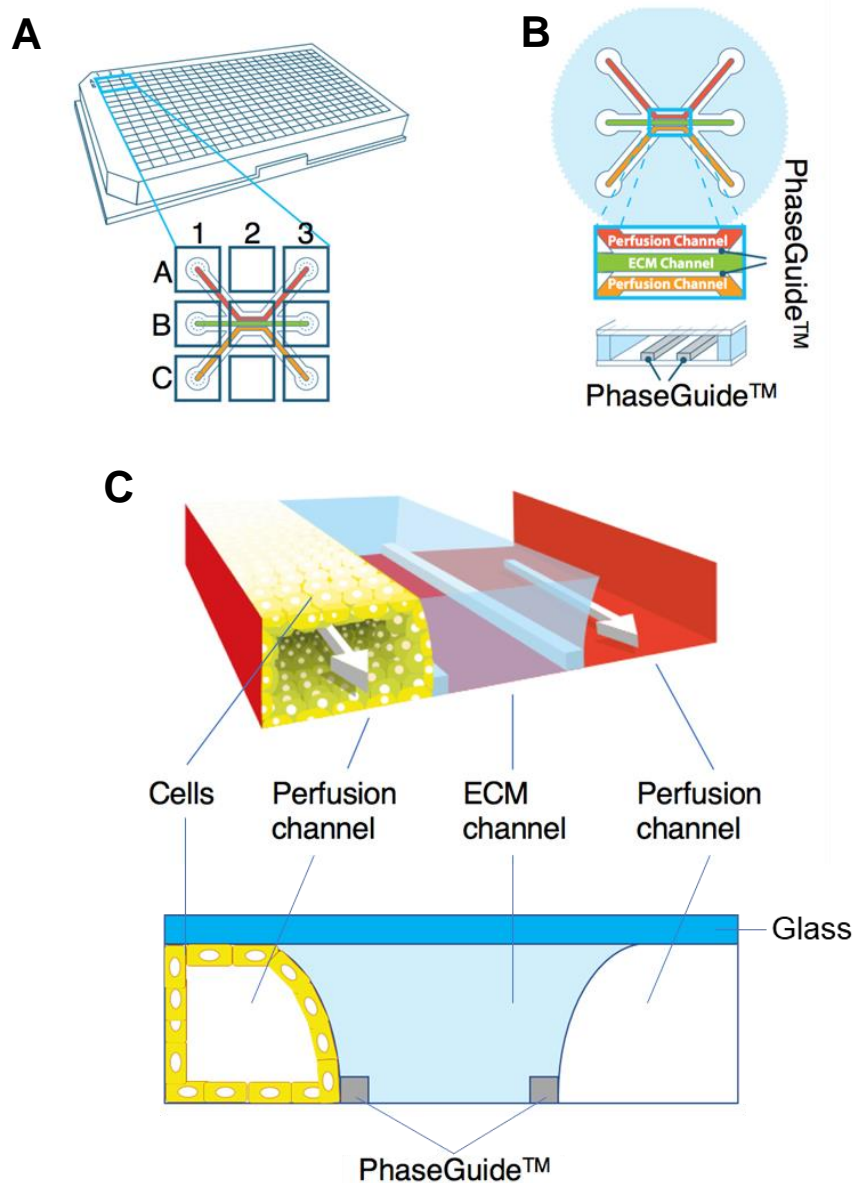 A
B
1 2 3
A
B
C
Perfusion Channel
ECM Channel
Perfusion Channel
PhaseGuide™
PhaseGuide™
C
Cells
Perfusion
channel
ECM
channel
Perfusion
channel
Glass
PhaseGuide™